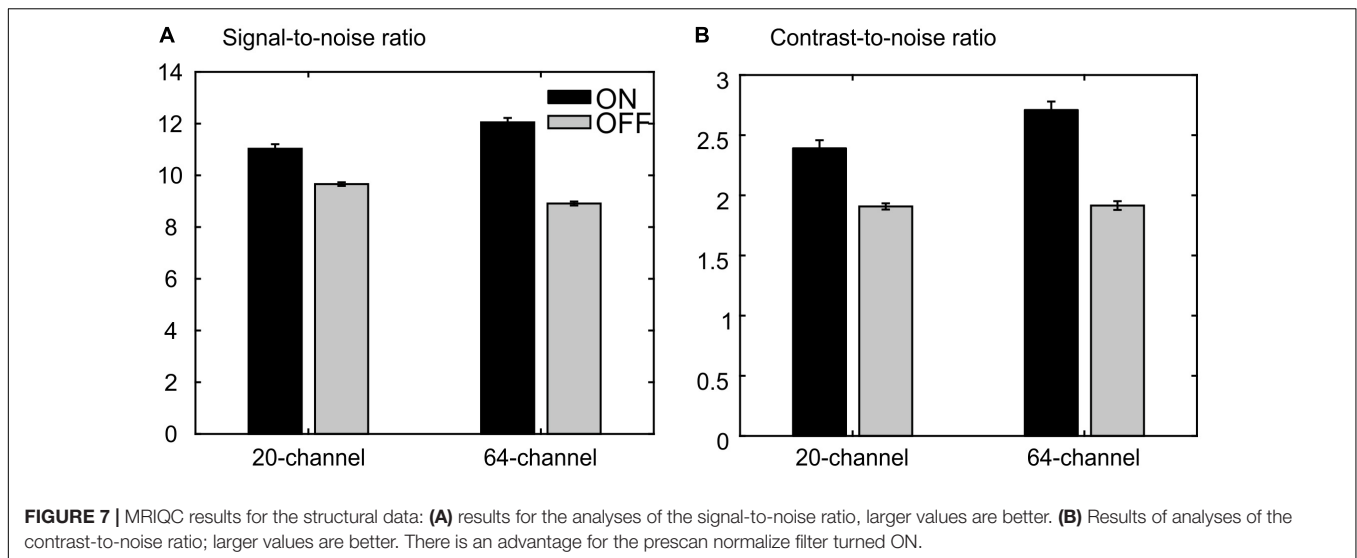 A Signal-to-noise ratio
14
12
10
8
6
4
2
0
ON
OFF
20-channel 64-channel
B Contrast-to-noise ratio
3
2.5
2
1.5
1
0.5
0
20-channel 64-channel
FIGURE 7 | MRIQC results for the structural data: (A) results for the analyses of the signal-to-noise ratio, larger values are better. (B) Results of analyses of the
contrast-to-noise ratio; larger values are better. There is an advantage for the prescan normalize filter turned ON.